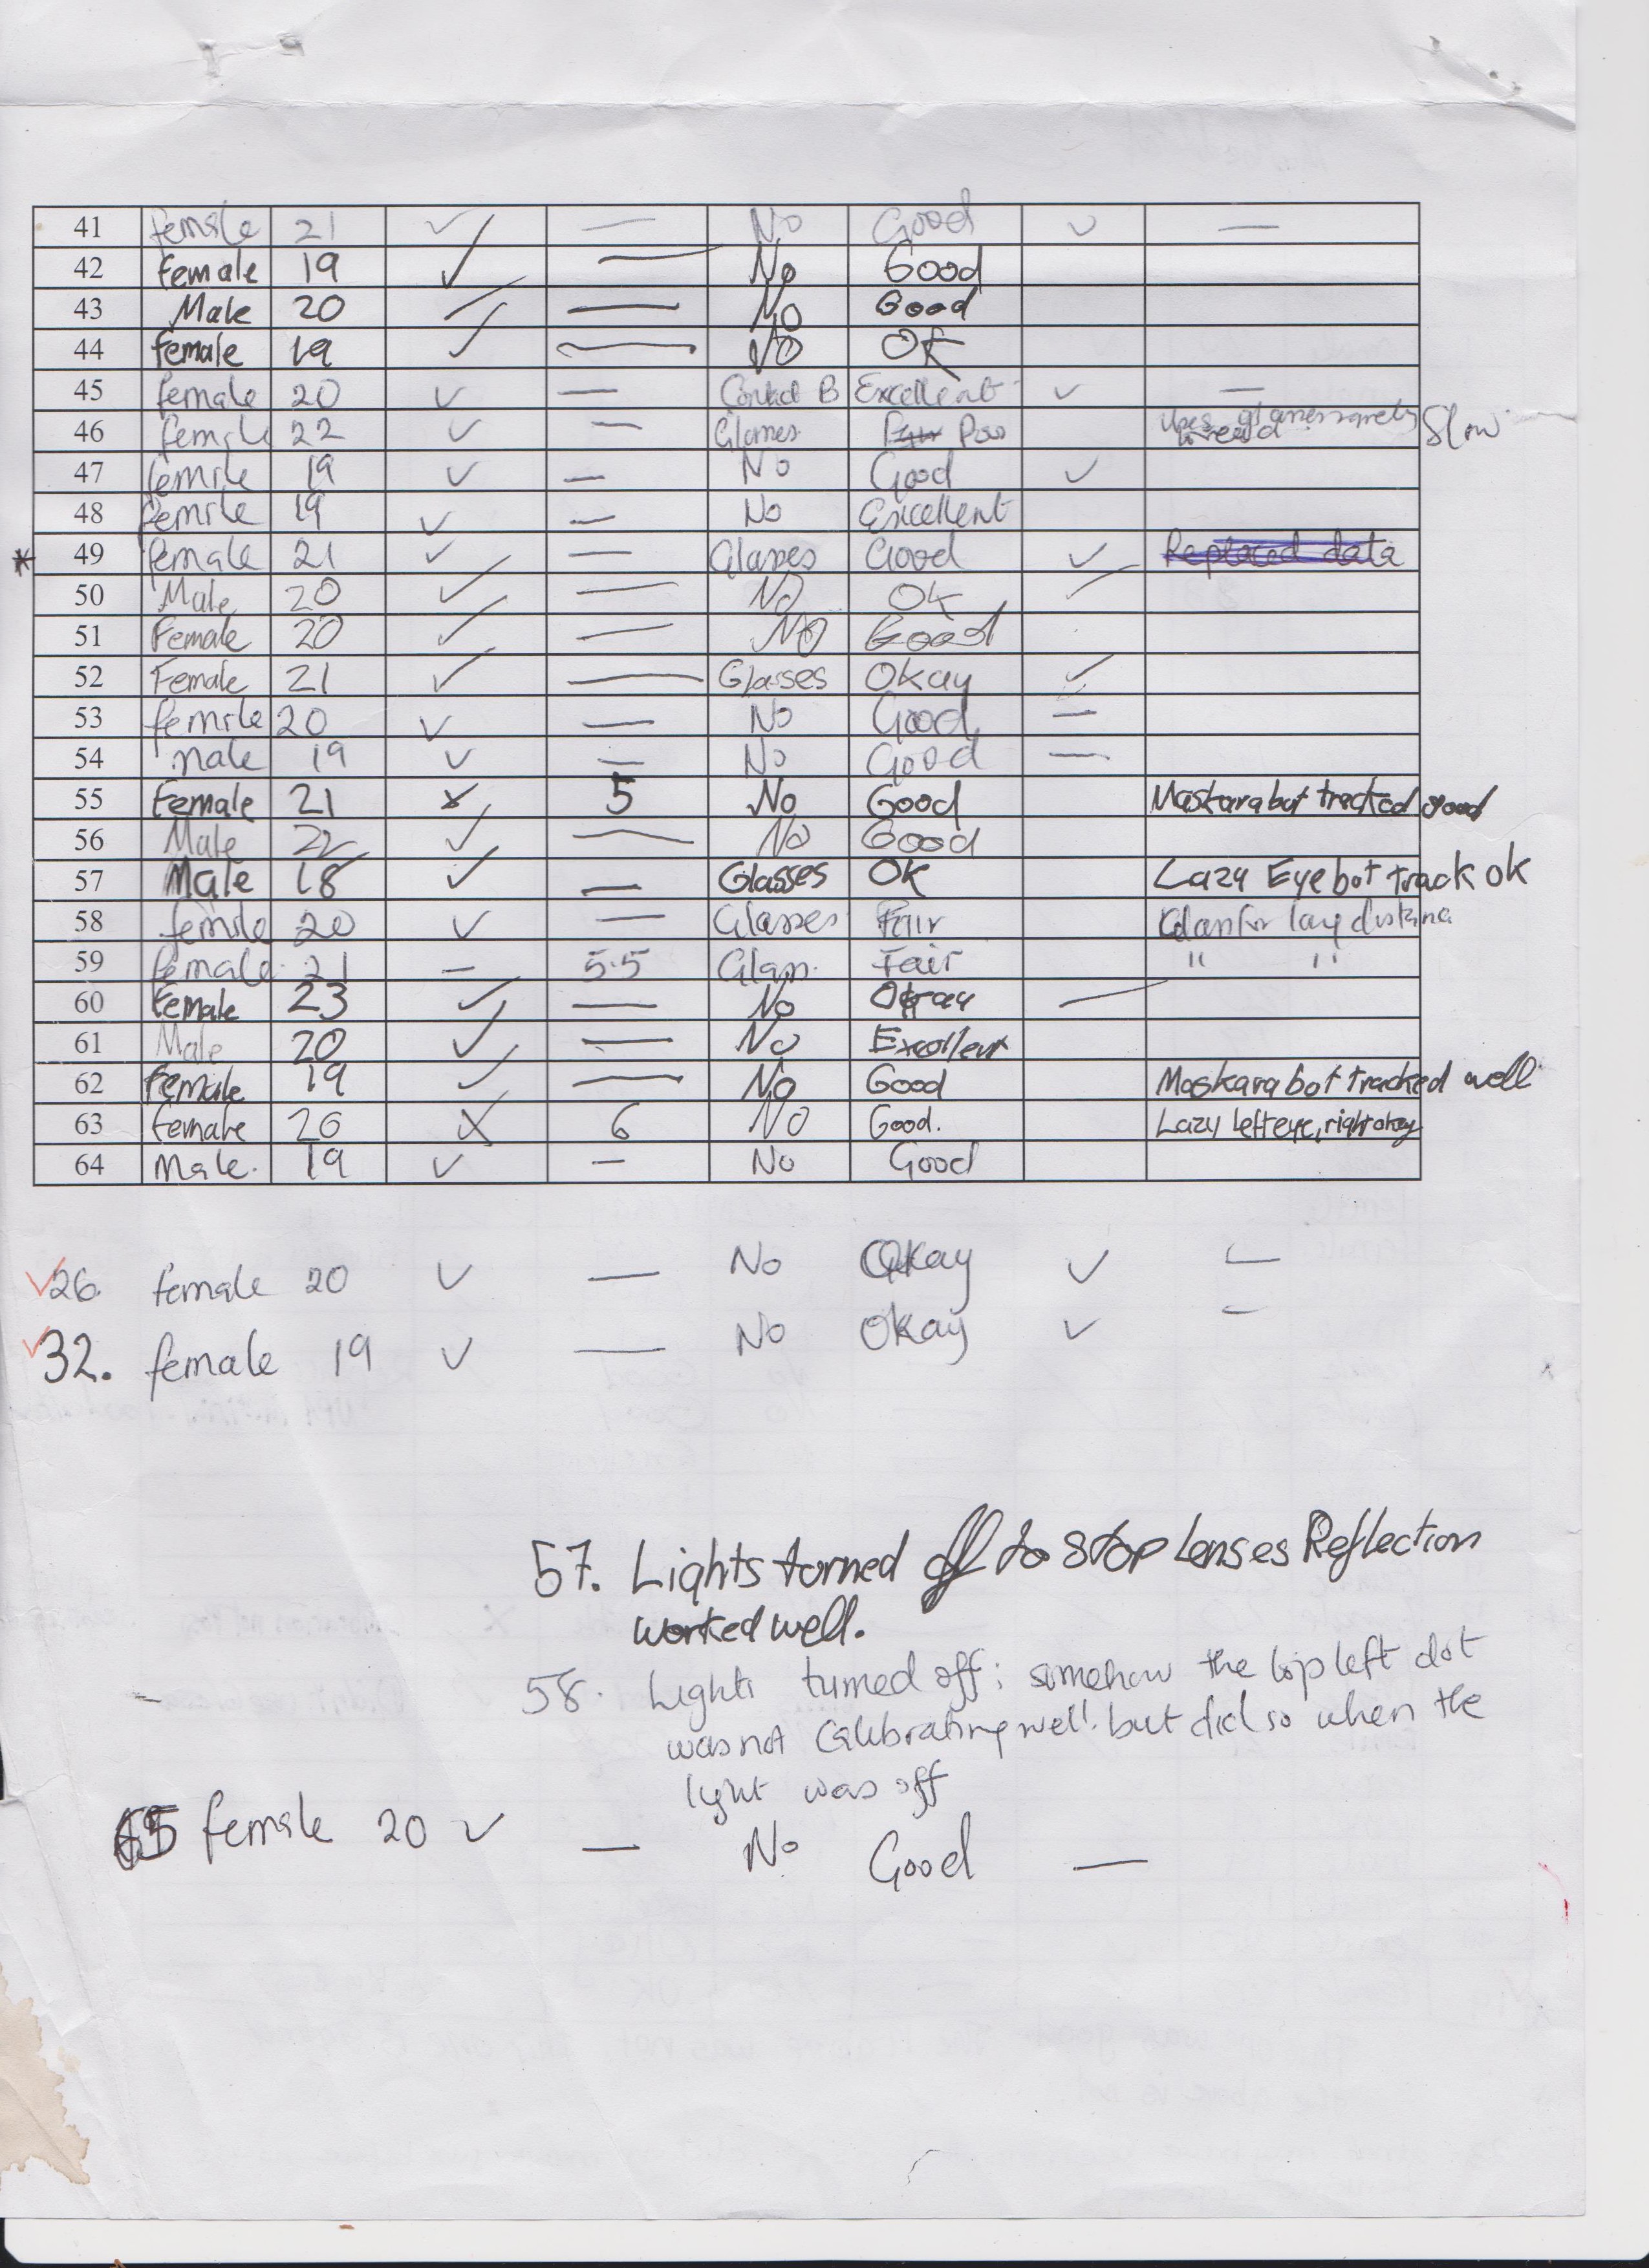 41 female 21 ✓ — No Good ✓ —
42 female 19 ✓ — No Good
43 Male 20 ✓ — No Good
44 female 19 ✓ — NO OK
45 female 20 ✓ — Contact B Excellent ✓ —
46 female 22 ✓ — Glasses Poor Uses glasses rarely Slow
to read
47 female 19 ✓ — No Good ✓
48 female 19 ✓ — No Excellent
* 49 female 21 ✓ — Glasses Good ✓ Replaced data
50 Male 20 ✓ — No OK ✓
51 Female 20 ✓ — No Good
52 Female 21 ✓ — Glasses Okay ✓
53 female 20 ✓ — No Good —
54 male 19 ✓ — No Good —
55 Female 21 x 5 No Good Maskara but tracked good
56 Male 22 ✓ — No Good
57 Male 18 ✓ — Glasses OK Lazy Eye but track ok
58 female 20 ✓ — Glasses Fair for long distance
59 female 21 — 5.5 Glass. Fair " "
60 Female 23 ✓ — No Okay —
61 Male 20 ✓ — No Excellent
62 Female 19 ✓ — No Good Maskara but tracked well
63 Female 20 X 6 No Good. Lazy left eye, right okay
64 Male. 19 ✓ — No Good
✓ 26. female 20 ✓ — No Okay ✓ —
✓ 32. female 19 ✓ — No Okay ✓ —
57. Lights turned off to stop Lenses Reflection
worked well.
58. Lights turned off; somehow the top left dot
was not Calibrating well. but did so when the
light was off
65 female 20 ✓ — No Good —